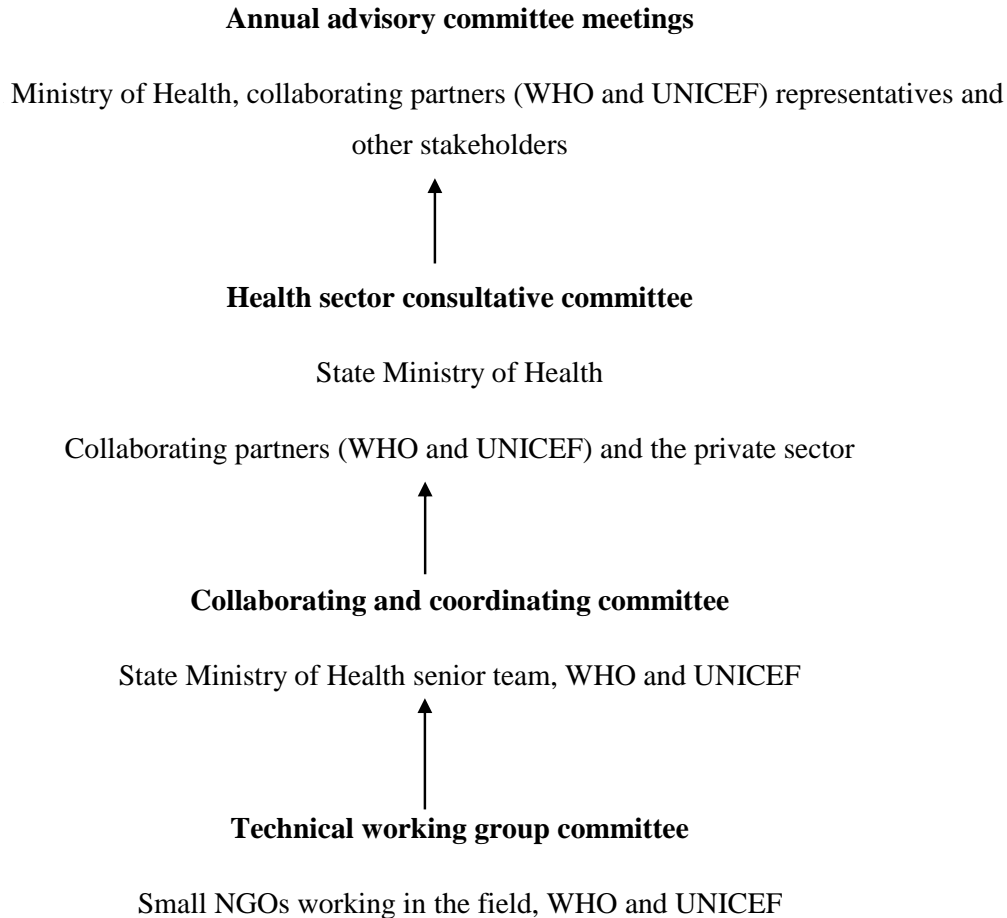 Annual advisory committee meetings
Ministry of Health, collaborating partners (WHO and UNICEF) representatives and
other stakeholders
Health sector consultative committee
State Ministry of Health
Collaborating partners (WHO and UNICEF) and the private sector
Collaborating and coordinating committee
State Ministry of Health senior team, WHO and UNICEF
Technical working group committee
Small NGOs working in the field, WHO and UNICEF